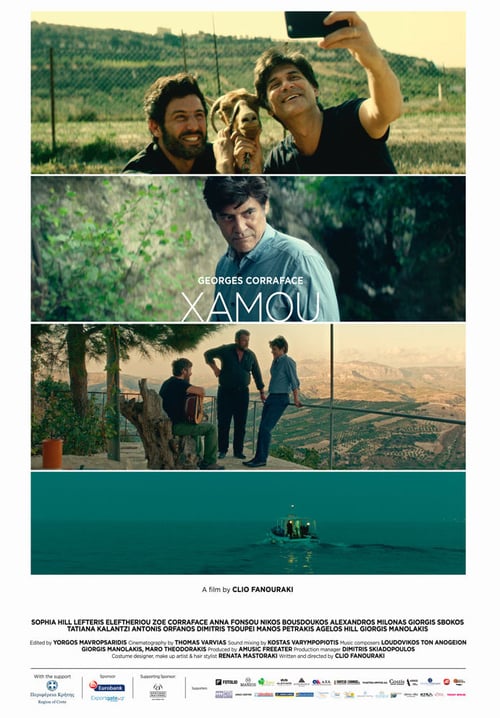 GEORGES CORRAFACE
XAMOU
A film by CLIO FANOURAKI
SOPHIA HILL LEFTERIS ELEFTHERIOU ZOE CORRAFACE ANNA FONSOU NIKOS BOUSDOUKOS ALEXANDROS MILONAS GIORGIS SBOKOS
TATIANA KALANTZI ANTONIS ORFANOS DIMITRIS TSOUPEI MANOS PETRAKIS AGELOS HILL GIORGIS MANOLAKIS
Edited by YORGOS MAVROPSARIDIS Cinematography by THOMAS VARVIAS Sound mixing by KOSTAS VARYMPOPIOTIS Music composers LOUDOVIKOS TON ANOGEION
GIORGIS MANOLAKIS, MARO THEODORAKIS Produced by AMUSIC FREEATER Production manager DIMITRIS SKIADOPOULOS
Costume designer, make up artist & hair stylist RENATA MASTORAKI Written and directed by CLIO FANOURAKI
With the support
Περιφέρεια Κρήτης
Region of Crete
Sponsor
Eurobank
Supporting Sponsor:
Supporters